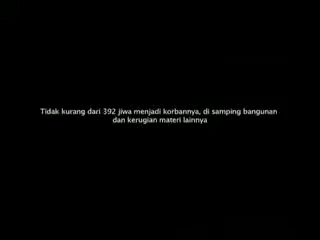 Tidak kurang dari 392 jiwa menjadi korbannya, di samping bangunan
dan kerugian materi lainnya